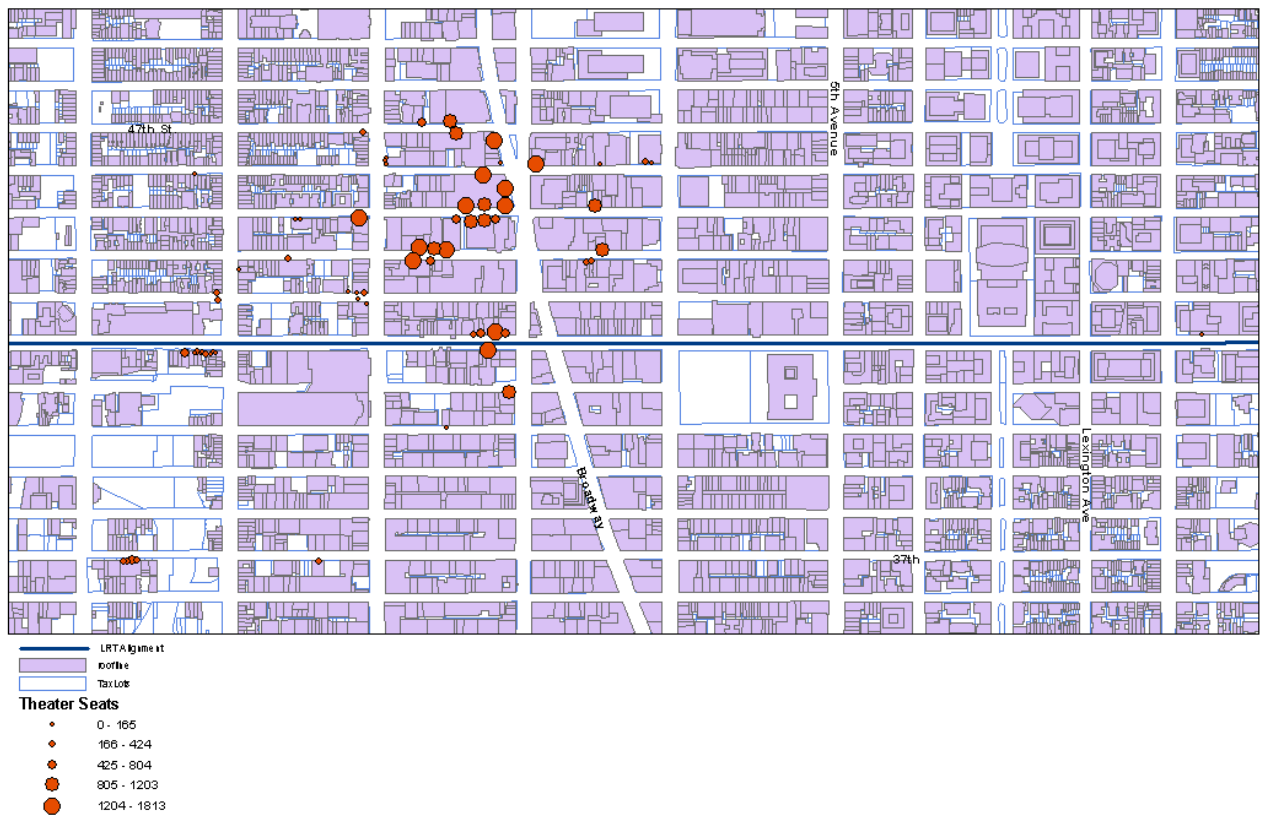 47th St
5th Avenue
Lexington Ave
Broadway
37th
LRT Alignment
roofline
Tax Lots
Theater Seats
0 - 165
166 - 424
425 - 804
805 - 1203
1204 - 1813